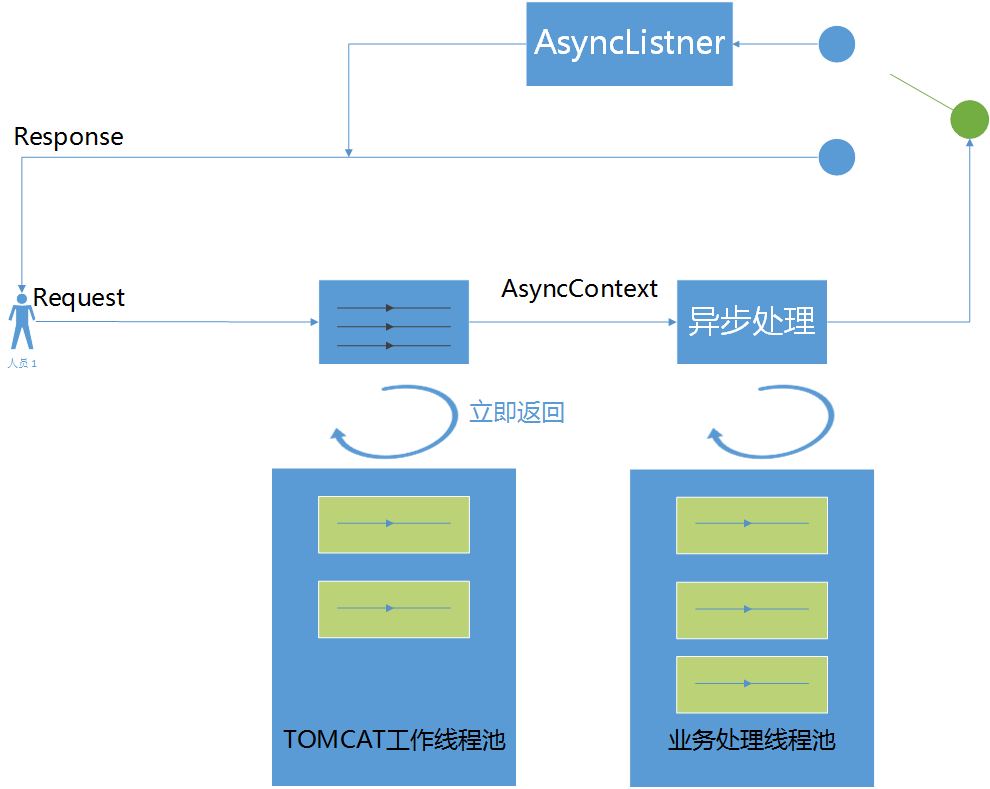 AsyncListner
Response
Request
AsyncContext
异步处理
人员 1
立即返回
TOMCAT工作线程池
业务处理线程池